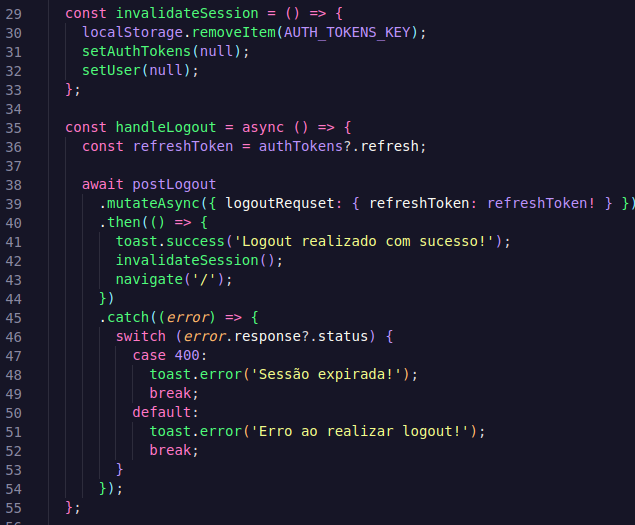 29 const invalidateSession = () => {
30 localStorage.removeItem(AUTH_TOKENS_KEY);
31 setAuthTokens(null);
32 setUser(null);
33 };
34
35 const handleLogout = async () => {
36 const refreshToken = authTokens?.refresh;
37
38 await postLogout
39 .mutateAsync({ logoutRequset: { refreshToken: refreshToken! } })
40 .then(() => {
41 toast.success('Logout realizado com sucesso!');
42 invalidateSession();
43 navigate('/');
44 })
45 .catch((error) => {
46 switch (error.response?.status) {
47 case 400:
48 toast.error('Sessão expirada!');
49 break;
50 default:
51 toast.error('Erro ao realizar logout!');
52 break;
53 }
54 });
55 };